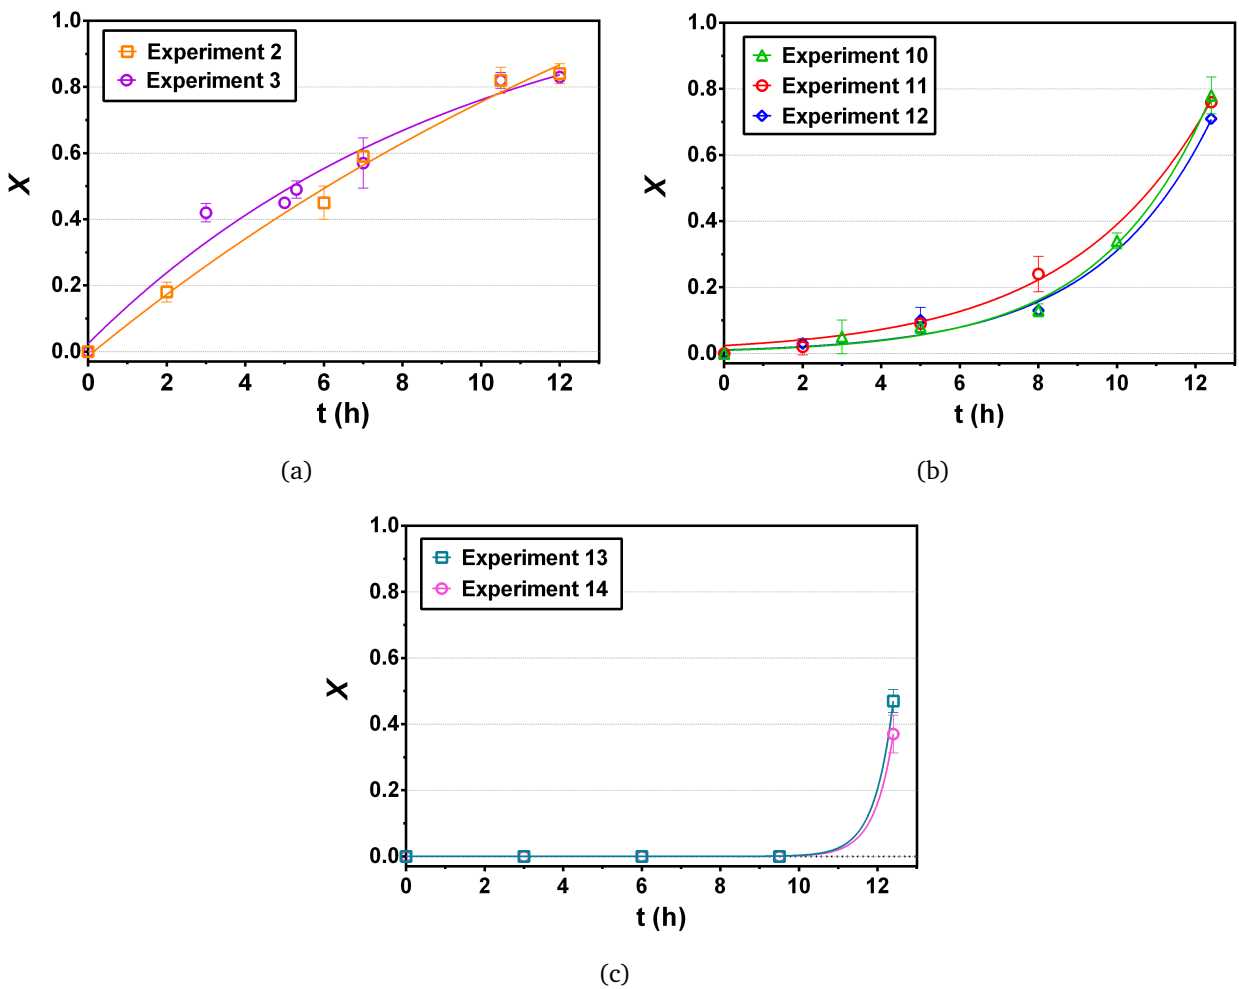 1.0
0.8
0.6
0.4
0.2
0.0
X
Experiment 2
Experiment 3
0 2 4 6 8 10 12
t (h)
(a)
1.0
0.8
0.6
0.4
0.2
0.0
X
Experiment 10
Experiment 11
Experiment 12
0 2 4 6 8 10 12
t (h)
(b)
1.0
0.8
0.6
0.4
0.2
0.0
X
Experiment 13
Experiment 14
0 2 4 6 8 10 12
t (h)
(c)